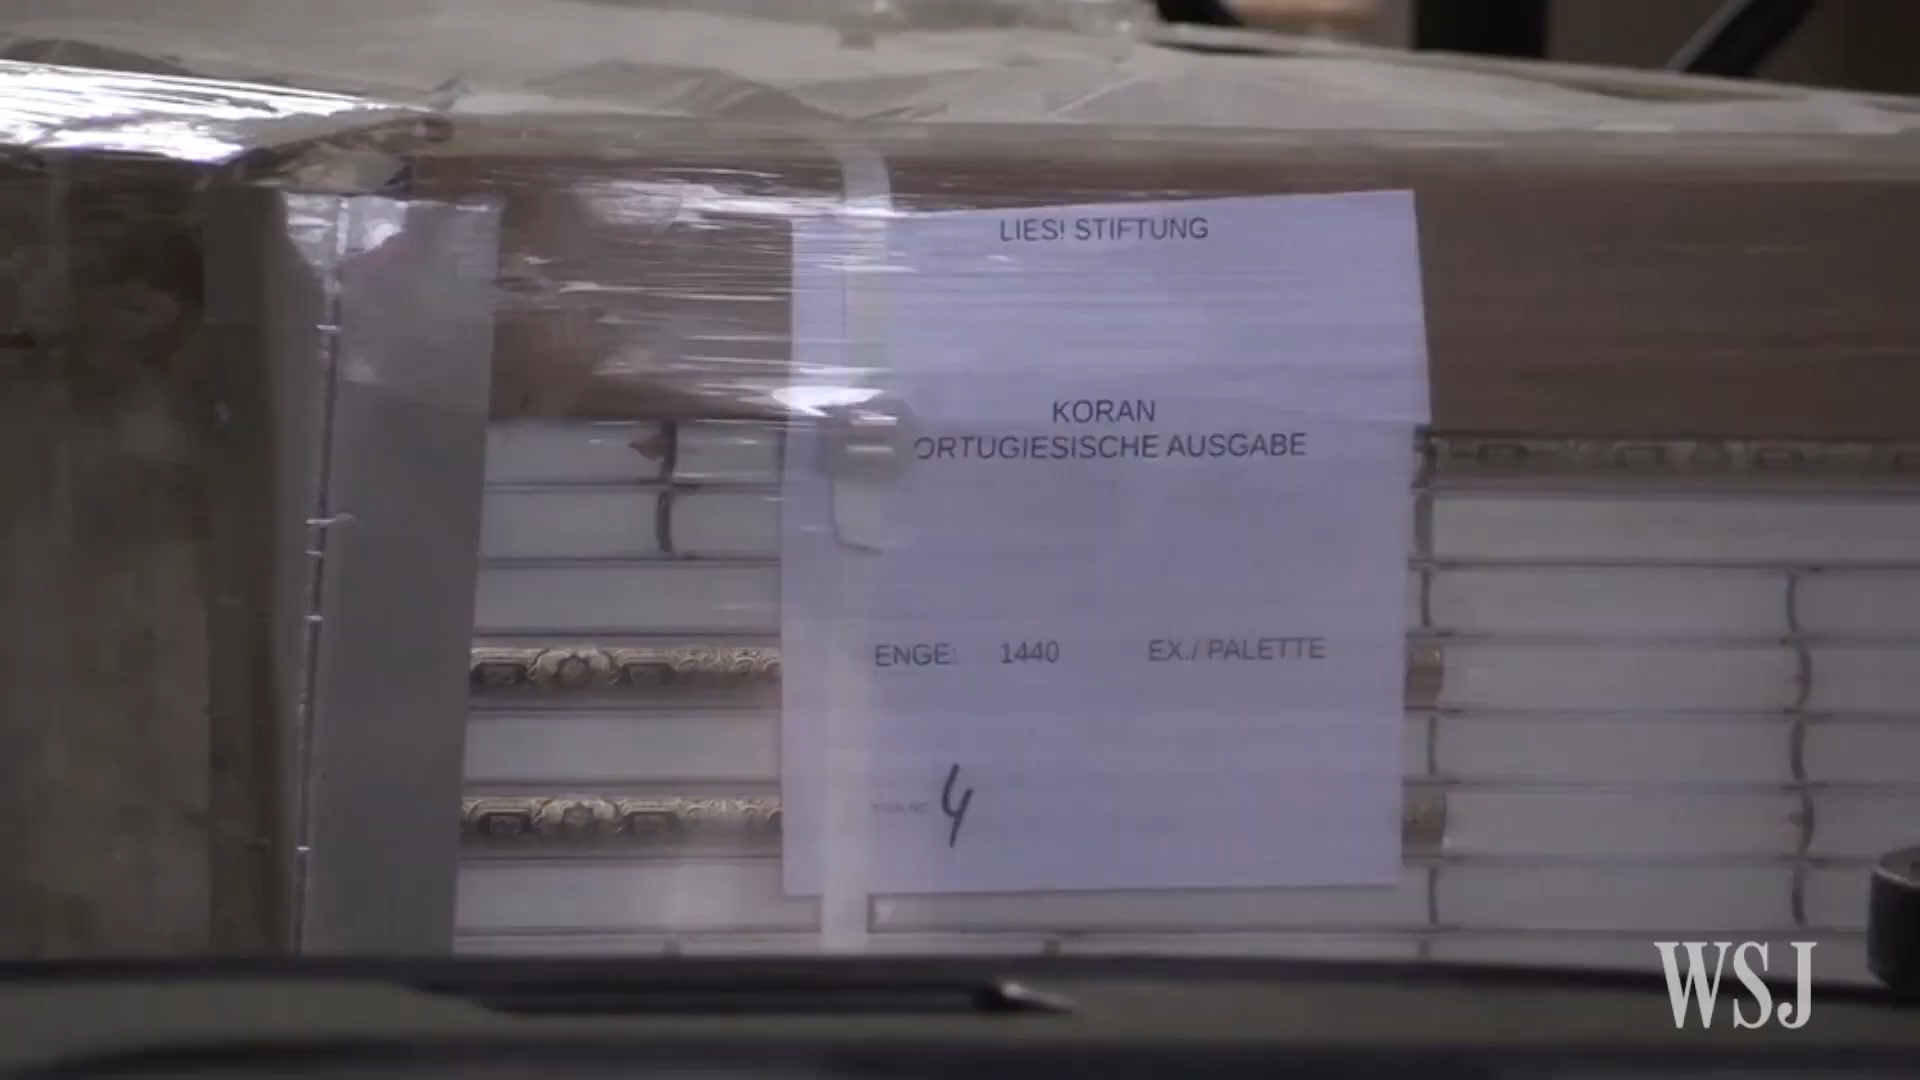 LIES! STIFTUNG
KORAN
ORTUGIESISCHE AUSGABE
ENGE: 1440 EX./ PALETTE
4
WSJ